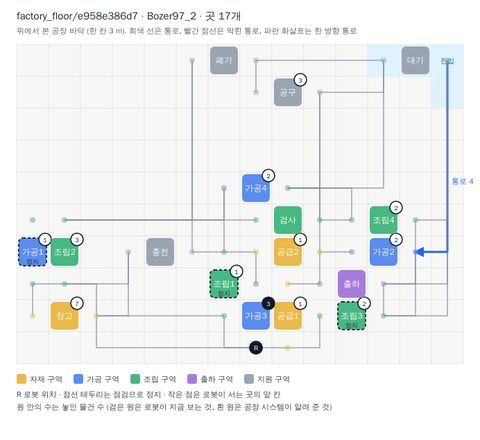 factory_floor/e958e386d7 · Bozer97_2 · 곳 17개
위에서 본 공장 바닥 (한 칸 3 m). 회색 선은 통로, 빨간 점선은 막힌 통로, 파란 화살표는 한 방향 통로
폐기
대기
전임
공구
3
통로 4
가공4
2
검사
조립4
2
가공1
1
정지
조립2
3
충전
공급2
1
가공2
2
조립1
1
정지
출하
창고
7
가공3
3
공급1
1
조립3
2
정지
R
자재 구역
가공 구역
조립 구역
출하 구역
지원 구역
R 로봇 위치 · 점선 테두리는 점검으로 정지 · 작은 점은 로봇이 서는 곳의 앞 칸
원 안의 수는 놓인 물건 수 (검은 원은 로봇이 지금 보는 것, 흰 원은 공장 시스템이 알려 준 것)